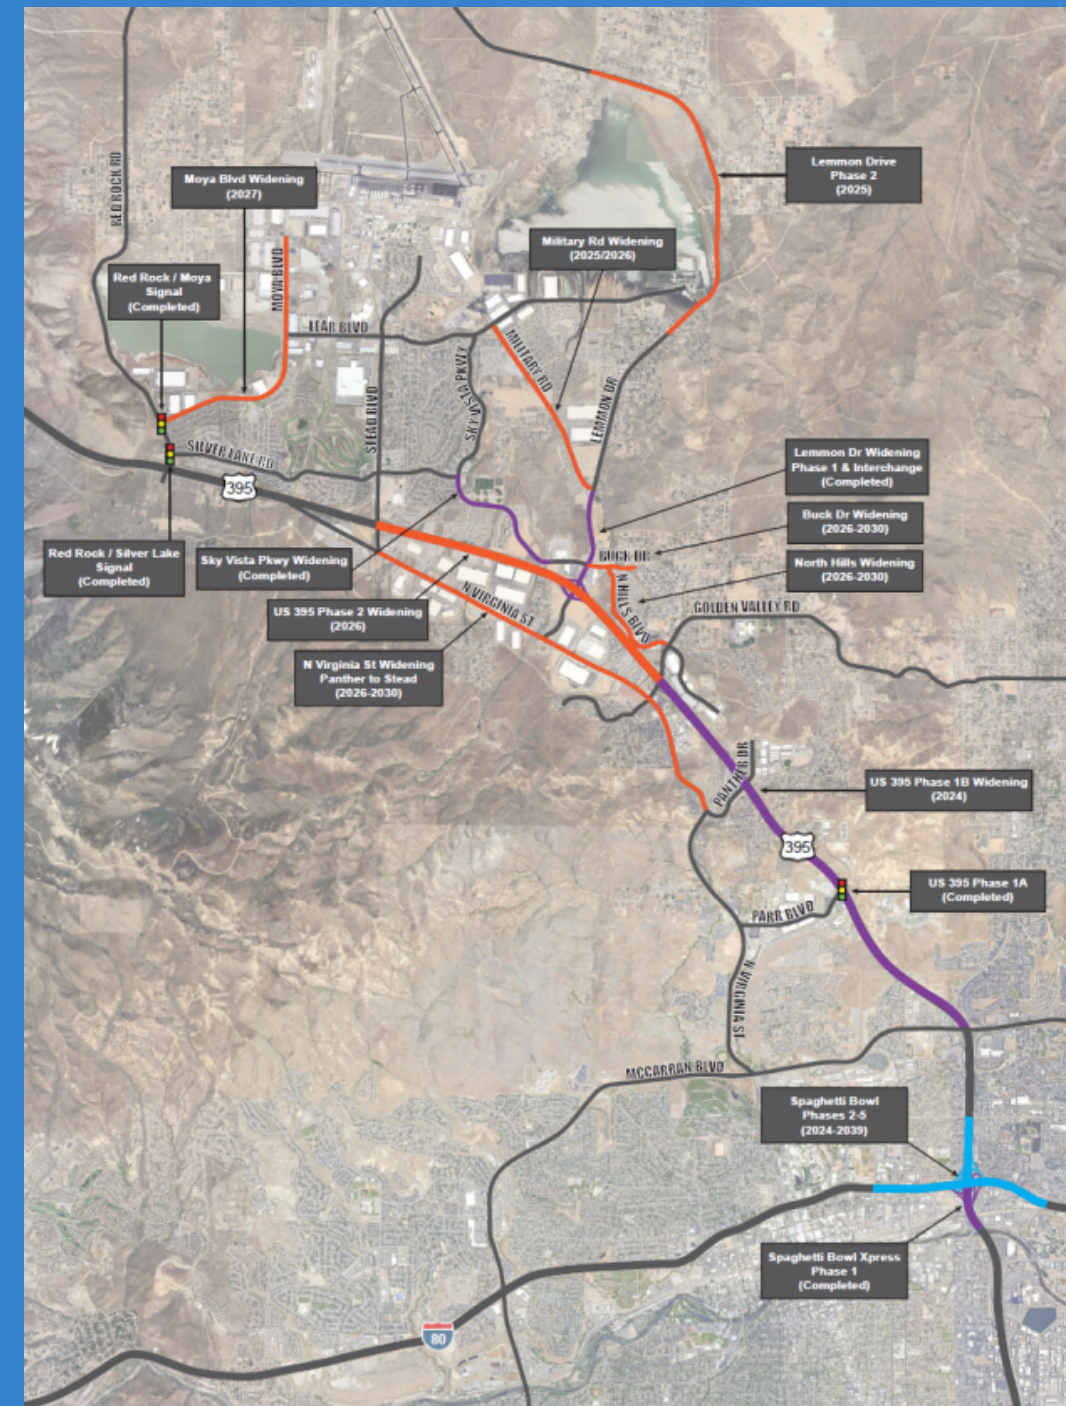 RED ROCK RD
Moya Blvd Widening
(2027)
Lemmon Drive
Phase 2
(2025)
Military Rd Widening
(2025/2026)
Red Rock / Moya
Signal
(Completed)
MOYA BLVD
LEAR BLVD
MILITARY RD
SKY VISTA PKWY
STEAD BLVD
LEMMON DR
SILVER LAKE RD
395
Lemmon Dr Widening
Phase 1 & Interchange
(Completed)
Buck Dr Widening
(2026-2030)
Red Rock / Silver Lake
Signal
(Completed)
Sky Vista Pkwy Widening
(Completed)
BUCK DR
North Hills Widening
(2026-2030)
N HILLS BLVD
US 395 Phase 2 Widening
(2026)
N VIRGINIA ST
GOLDEN VALLEY RD
N Virginia St Widening
Panther to Stead
(2026-2030)
PANTHER DR
US 395 Phase 1B Widening
(2024)
395
US 395 Phase 1A
(Completed)
PARR BLVD
N VIRGINIA ST
MCCARRAN BLVD
Spaghetti Bowl
Phases 2-5
(2024-2039)
Spaghetti Bowl Xpress
Phase 1
(Completed)
80